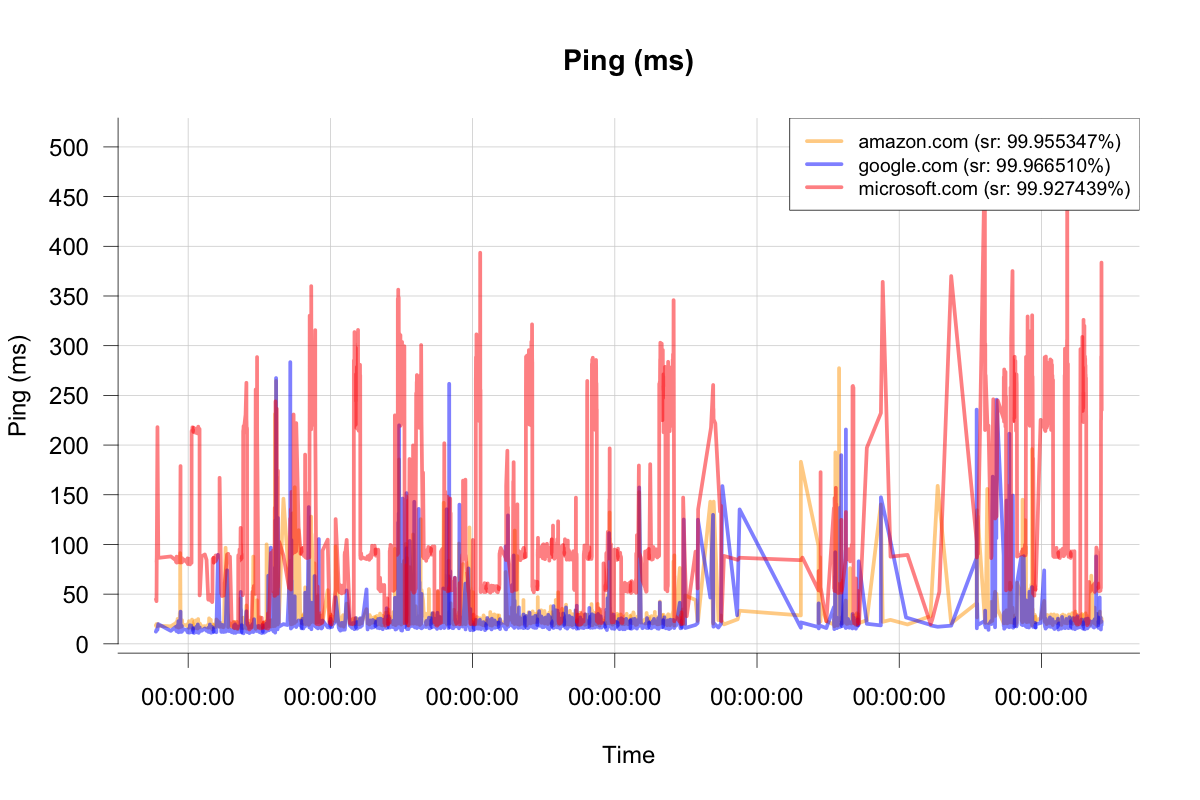 Ping (ms)
amazon.com (sr: 99.955347%)
google.com (sr: 99.966510%)
microsoft.com (sr: 99.927439%)
500
450
400
350
300
250
200
150
100
50
0
Ping (ms)
00:00:00 00:00:00 00:00:00 00:00:00 00:00:00 00:00:00 00:00:00
Time